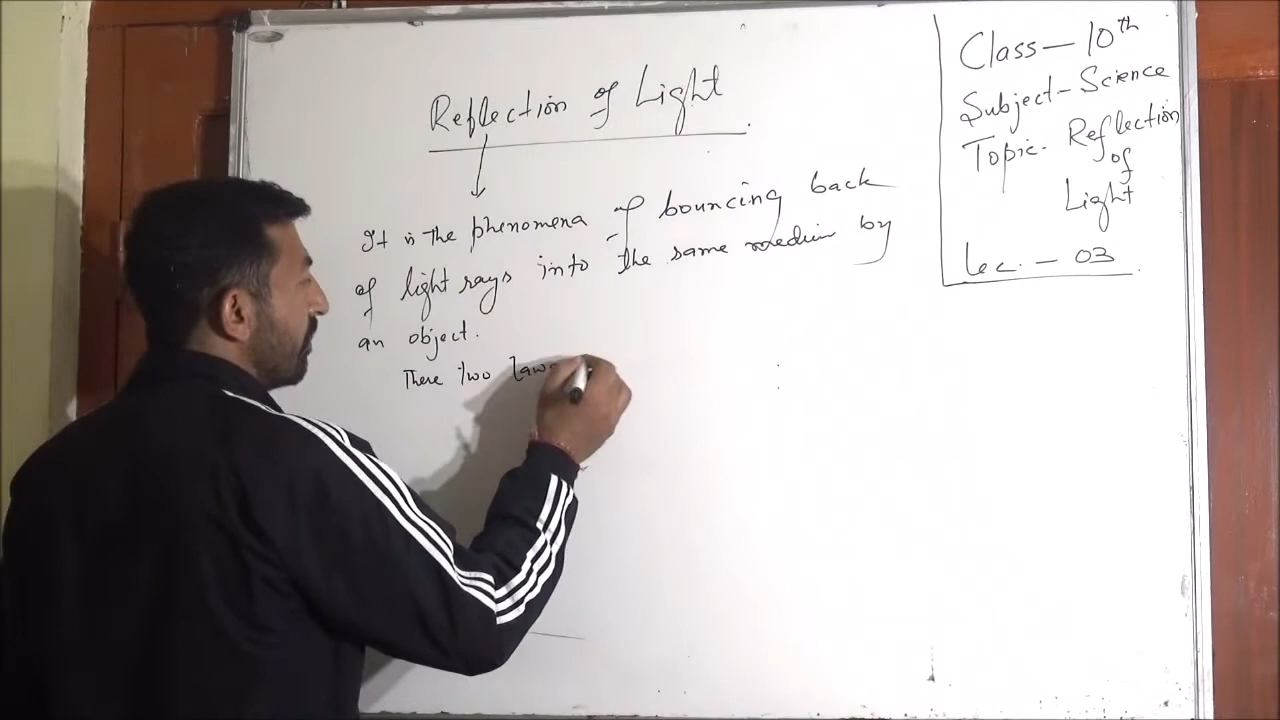 Reflection of Light
It is the phenomena of bouncing back
of light rays into the same medium by
an object.
There two laws
Class - 10th
Subject - Science
Topic - Reflection
of
Light
Lec. - 03